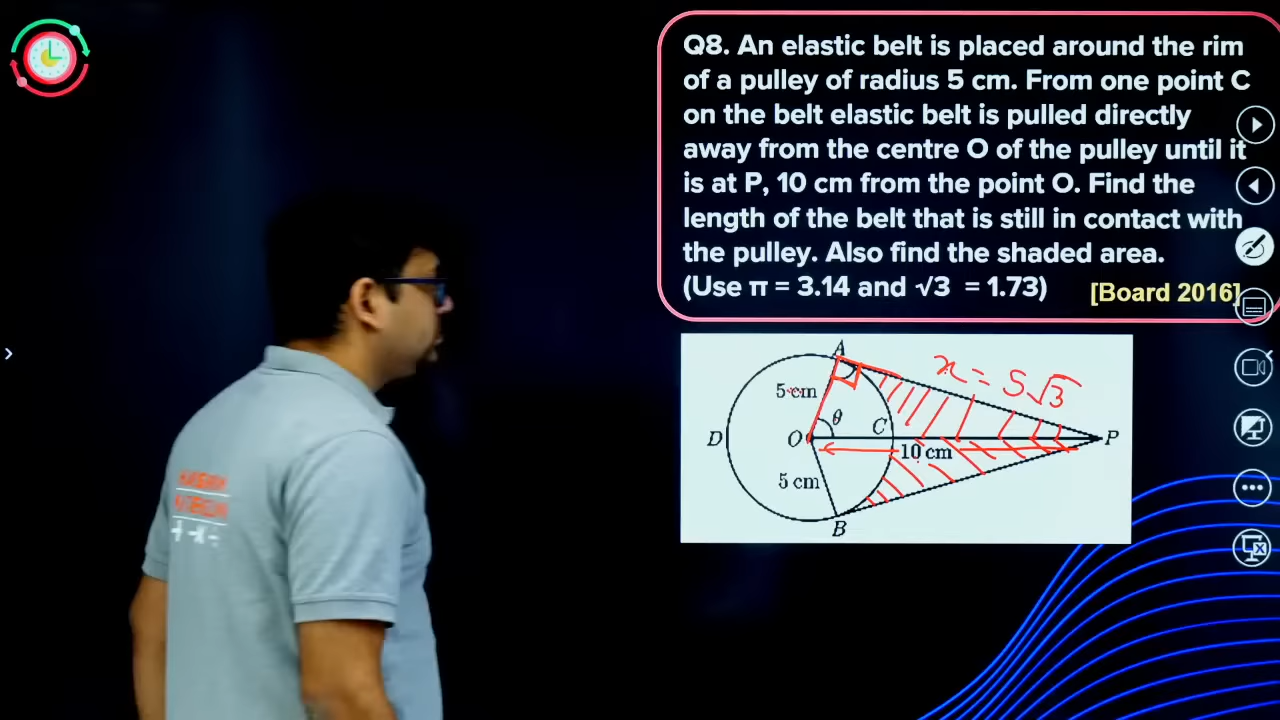 Q8. An elastic belt is placed around the rim
of a pulley of radius 5 cm. From one point C
on the belt elastic belt is pulled directly
away from the centre O of the pulley until it
is at P, 10 cm from the point O. Find the
length of the belt that is still in contact with
the pulley. Also find the shaded area.
(Use π = 3.14 and √3 = 1.73)
[Board 2016]
A
x = 5√3
5 cm
θ
C
D
O
P
10 cm
5 cm
B